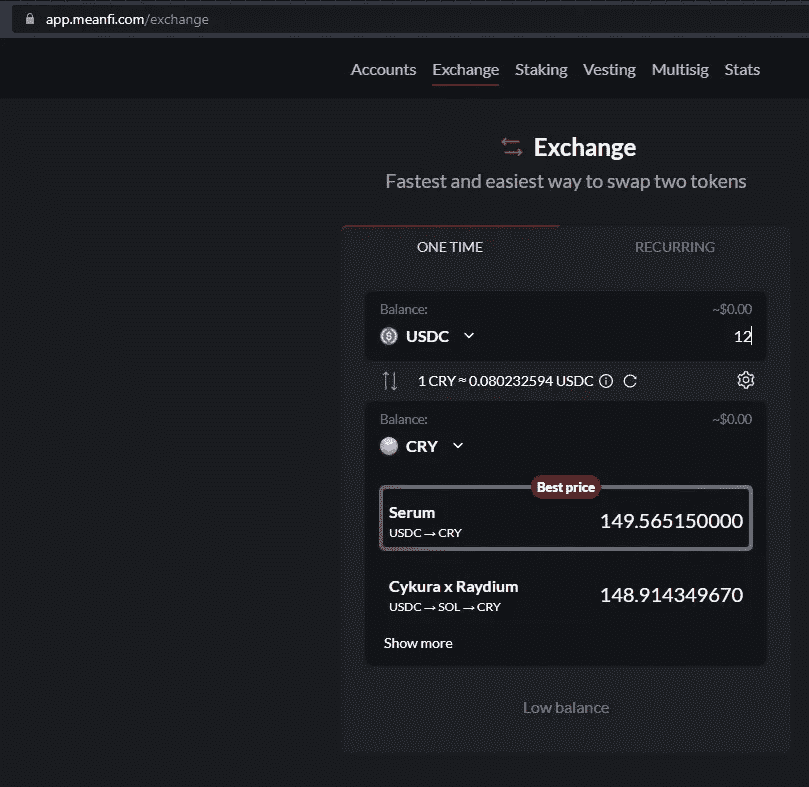 app.meanfi.com/exchange
Accounts Exchange Staking Vesting Multisig Stats
Exchange
Fastest and easiest way to swap two tokens
ONE TIME RECURRING
Balance: ~$0.00
USDC 12
1 CRY ≈ 0.080232594 USDC
Balance: ~$0.00
CRY
Best price
Serum 149.565150000
USDC → CRY
Cykura x Raydium 148.914349670
USDC → SOL → CRY
Show more
Low balance